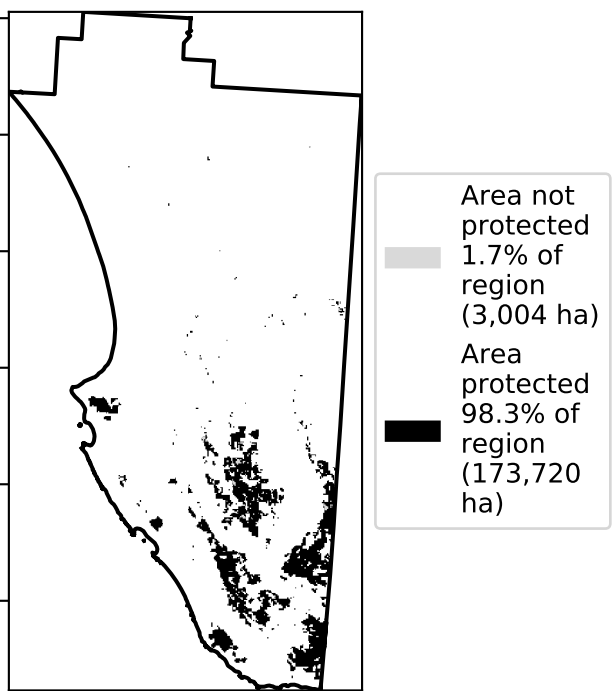 Area not
protected
1.7% of
region
(3,004 ha)
Area
protected
98.3% of
region
(173,720
ha)